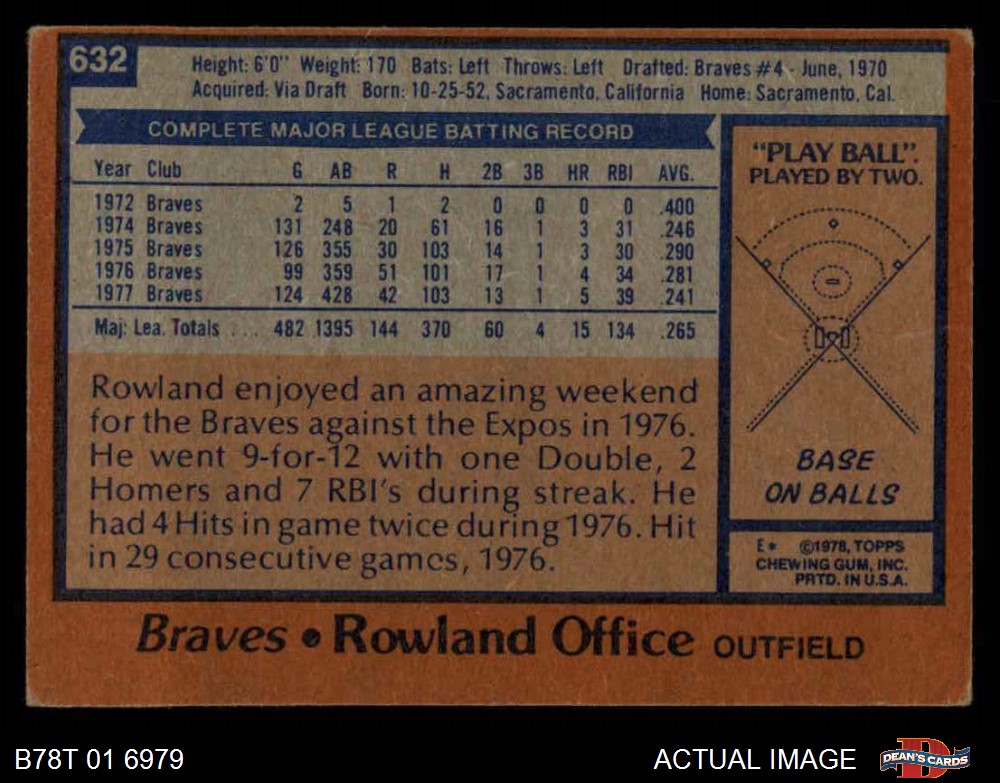 632
Height: 6'0" Weight: 170 Bats: Left Throws: Left Drafted: Braves #4 - June, 1970
Acquired: Via Draft Born: 10-25-52, Sacramento, California Home: Sacramento, Cal.
COMPLETE MAJOR LEAGUE BATTING RECORD
Year Club G AB R H 2B 3B HR RBI AVG.
1972 Braves 2 5 1 2 0 0 0 0 .400
1974 Braves 131 248 20 61 16 1 3 31 .246
1975 Braves 126 355 30 103 14 1 3 30 .290
1976 Braves 99 359 51 101 17 1 4 34 .281
1977 Braves 124 428 42 103 13 1 5 39 .241
Maj. Lea. Totals ... 482 1395 144 370 60 4 15 134 .265
Rowland enjoyed an amazing weekend
for the Braves against the Expos in 1976.
He went 9-for-12 with one Double, 2
Homers and 7 RBI's during streak. He
had 4 Hits in game twice during 1976. Hit
in 29 consecutive games, 1976.
"PLAY BALL".
PLAYED BY TWO.
BASE
ON BALLS
E* ©1978, TOPPS
CHEWING GUM, INC.
PRTD. IN U.S.A.
Braves • Rowland Office OUTFIELD
B78T 01 6979
ACTUAL IMAGE
D
DEAN'S CARDS